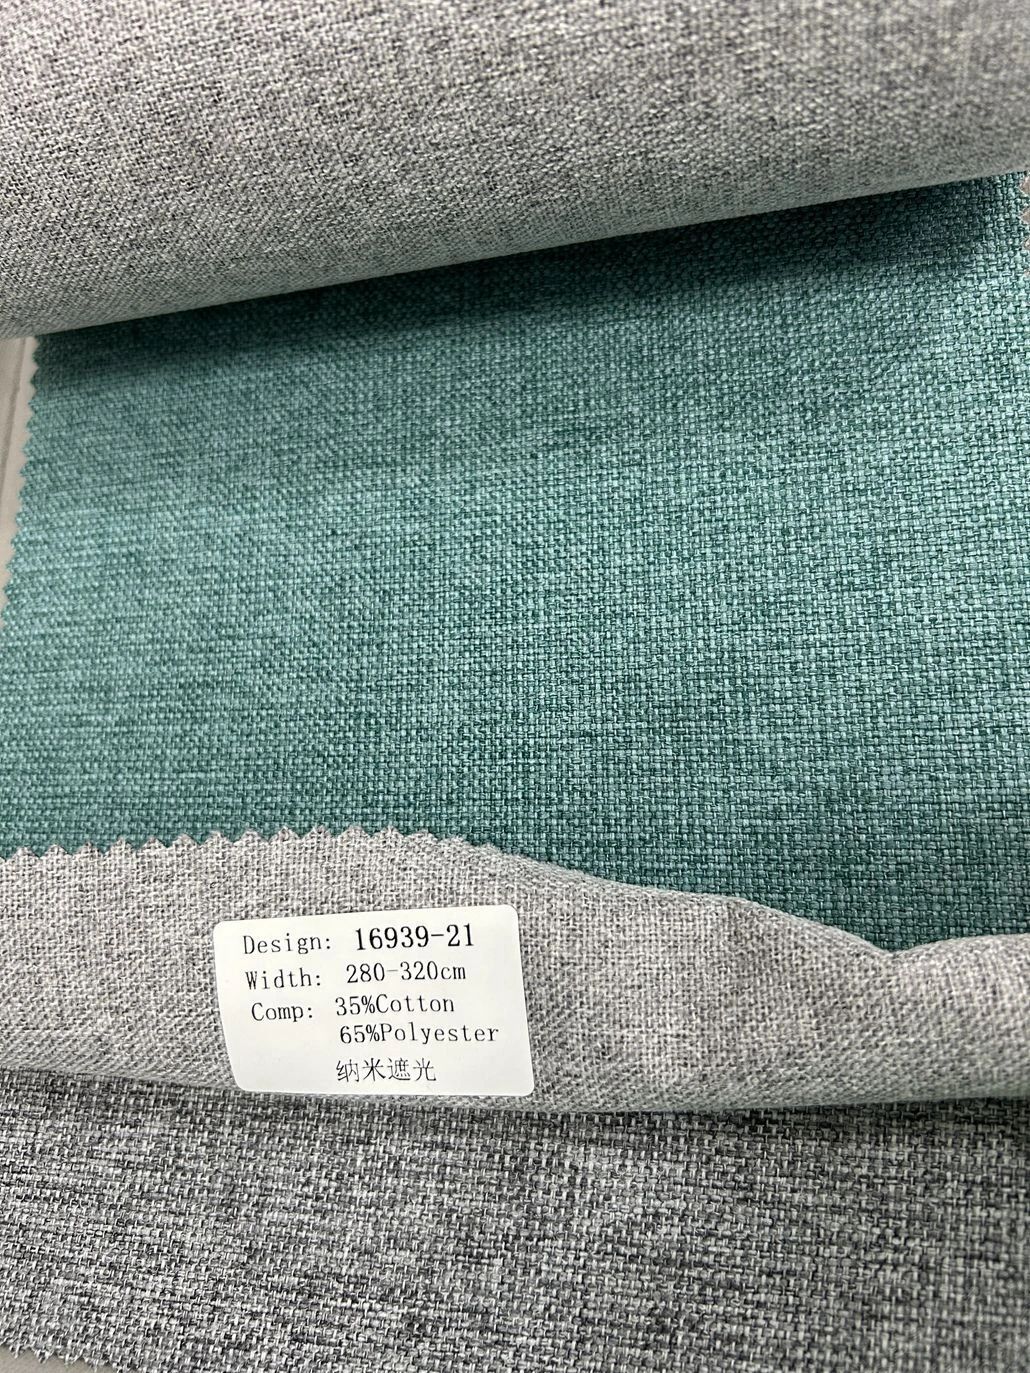 Design: 16939-21
Width: 280-320cm
Comp: 35%Cotton
65%Polyester
纳米遮光